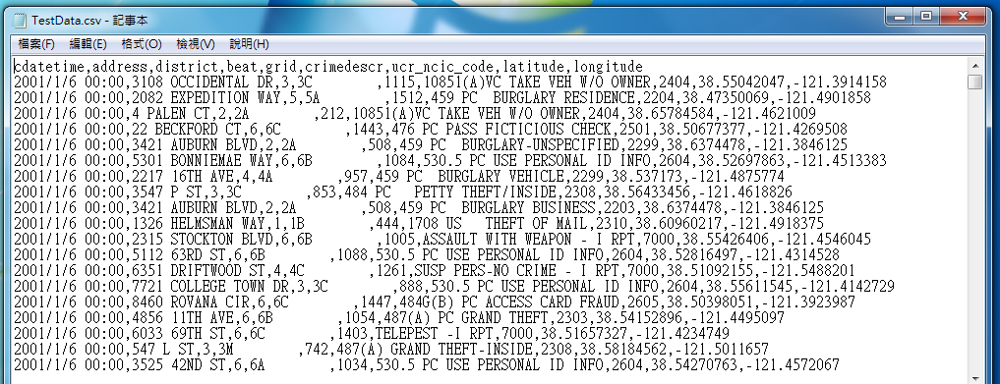 TestData.csv - 記事本
檔案(F) 編輯(E) 格式(O) 檢視(V) 說明(H)
cdatetime,address,district,beat,grid,crimedescr,ucr_ncic_code,latitude,longitude
2001/1/6 00:00,3108 OCCIDENTAL DR,3,3C        ,1115,10851(A)VC TAKE VEH W/O OWNER,2404,38.55042047,-121.3914158
2001/1/6 00:00,2082 EXPEDITION WAY,5,5A        ,1512,459 PC  BURGLARY RESIDENCE,2204,38.47350069,-121.4901858
2001/1/6 00:00,4 PALEN CT,2,2A        ,212,10851(A)VC TAKE VEH W/O OWNER,2404,38.65784584,-121.4621009
2001/1/6 00:00,22 BECKFORD CT,6,6C        ,1443,476 PC PASS FICTICIOUS CHECK,2501,38.50677377,-121.4269508
2001/1/6 00:00,3421 AUBURN BLVD,2,2A        ,508,459 PC  BURGLARY-UNSPECIFIED,2299,38.6374478,-121.3846125
2001/1/6 00:00,5301 BONNIEMAE WAY,6,6B        ,1084,530.5 PC USE PERSONAL ID INFO,2604,38.52697863,-121.4513383
2001/1/6 00:00,2217 16TH AVE,4,4A        ,957,459 PC  BURGLARY VEHICLE,2299,38.537173,-121.4875774
2001/1/6 00:00,3547 P ST,3,3C        ,853,484 PC   PETTY THEFT/INSIDE,2308,38.56433456,-121.4618826
2001/1/6 00:00,3421 AUBURN BLVD,2,2A        ,508,459 PC  BURGLARY BUSINESS,2203,38.6374478,-121.3846125
2001/1/6 00:00,1326 HELMSMAN WAY,1,1B        ,444,1708 US   THEFT OF MAIL,2310,38.60960217,-121.4918375
2001/1/6 00:00,2315 STOCKTON BLVD,6,6B        ,1005,ASSAULT WITH WEAPON - I RPT,7000,38.55426406,-121.4546045
2001/1/6 00:00,5112 63RD ST,6,6B        ,1088,530.5 PC USE PERSONAL ID INFO,2604,38.52816497,-121.4314528
2001/1/6 00:00,6351 DRIFTWOOD ST,4,4C        ,1261,SUSP PERS-NO CRIME - I RPT,7000,38.51092155,-121.5488201
2001/1/6 00:00,7721 COLLEGE TOWN DR,3,3C        ,888,530.5 PC USE PERSONAL ID INFO,2604,38.55611545,-121.4142729
2001/1/6 00:00,8460 ROVANA CIR,6,6C        ,1447,484G(B) PC ACCESS CARD FRAUD,2605,38.50398051,-121.3923987
2001/1/6 00:00,4856 11TH AVE,6,6B        ,1054,487(A) PC GRAND THEFT,2303,38.54152896,-121.4495097
2001/1/6 00:00,6033 69TH ST,6,6C        ,1403,TELEPEST -I RPT,7000,38.51657327,-121.4234749
2001/1/6 00:00,547 L ST,3,3M        ,742,487(A) GRAND THEFT-INSIDE,2308,38.58184562,-121.5011657
2001/1/6 00:00,3525 42ND ST,6,6A        ,1034,530.5 PC USE PERSONAL ID INFO,2604,38.54270763,-121.4572067